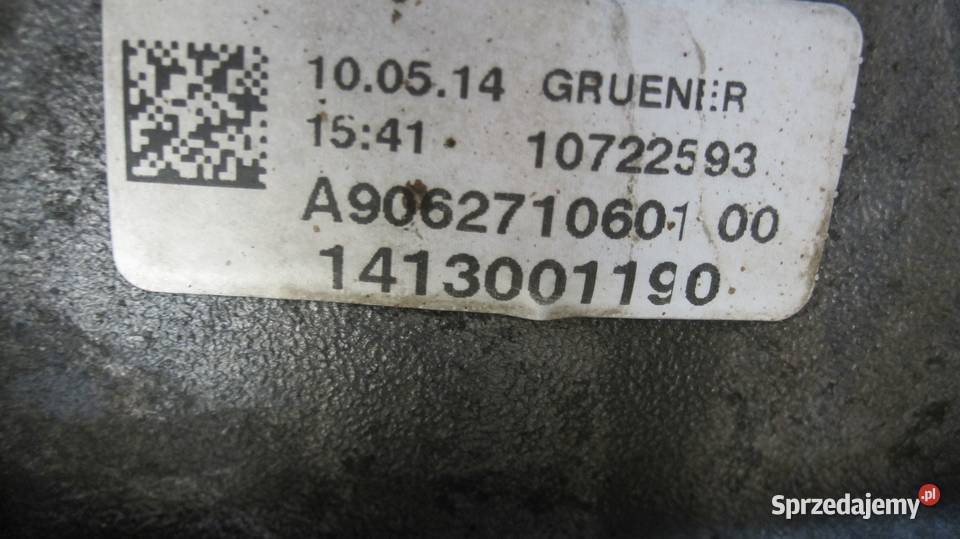 10.05.14 GRUENER
15:41 10722593
A9062710601 00
1413001190
Sprzedajemy.pl